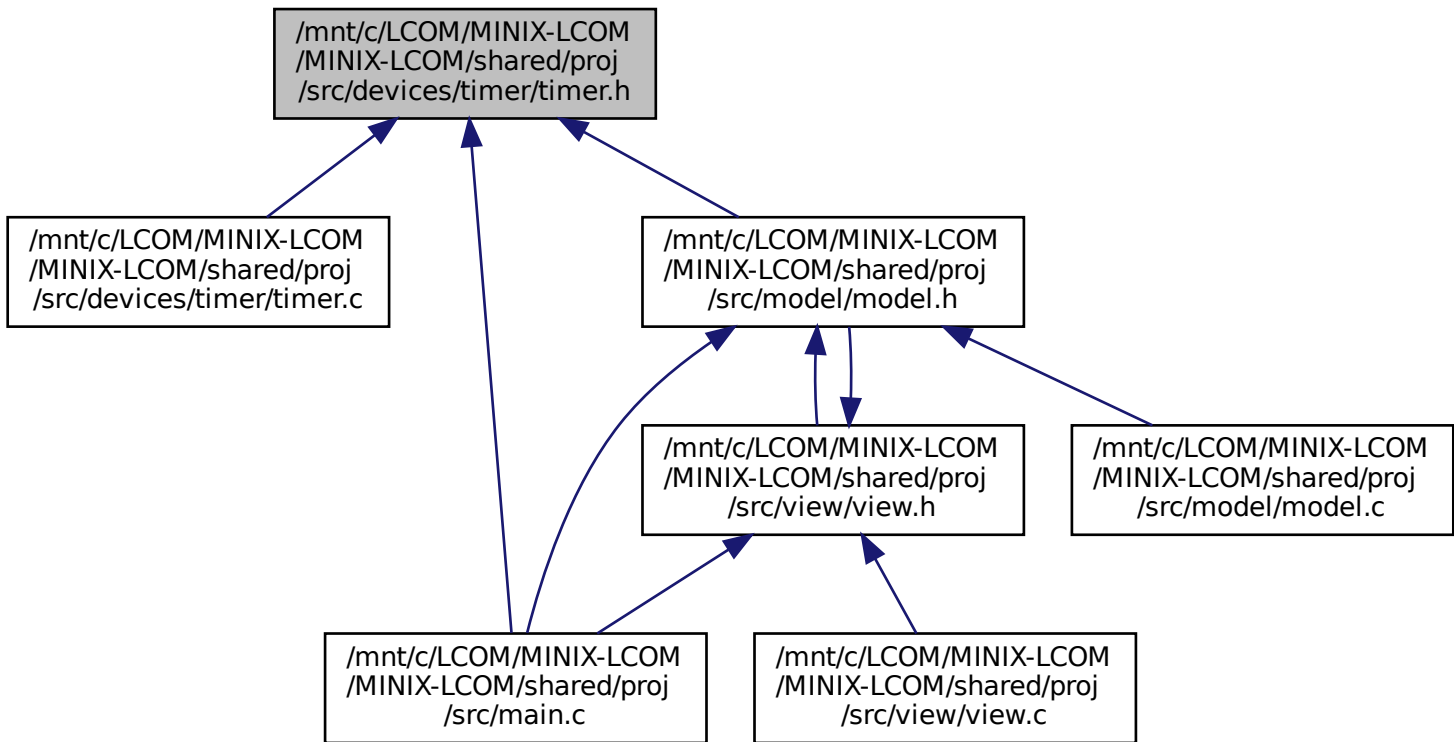 /mnt/c/LCOM/MINIX-LCOM
/MINIX-LCOM/shared/proj
/src/devices/timer/timer.h
/mnt/c/LCOM/MINIX-LCOM
/MINIX-LCOM/shared/proj
/src/devices/timer/timer.c
/mnt/c/LCOM/MINIX-LCOM
/MINIX-LCOM/shared/proj
/src/model/model.h
/mnt/c/LCOM/MINIX-LCOM
/MINIX-LCOM/shared/proj
/src/view/view.h
/mnt/c/LCOM/MINIX-LCOM
/MINIX-LCOM/shared/proj
/src/model/model.c
/mnt/c/LCOM/MINIX-LCOM
/MINIX-LCOM/shared/proj
/src/main.c
/mnt/c/LCOM/MINIX-LCOM
/MINIX-LCOM/shared/proj
/src/view/view.c